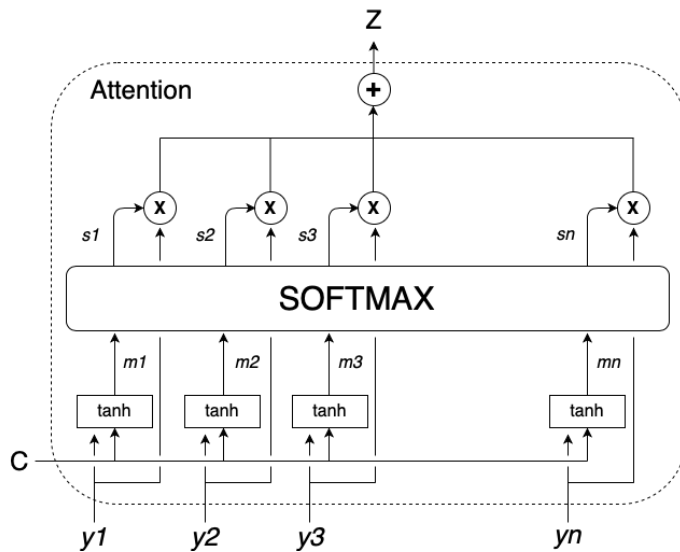 Z
Attention
+
X X X X
s1 s2 s3 sn
SOFTMAX
m1 m2 m3 mn
tanh tanh tanh tanh
C
y1 y2 y3 yn